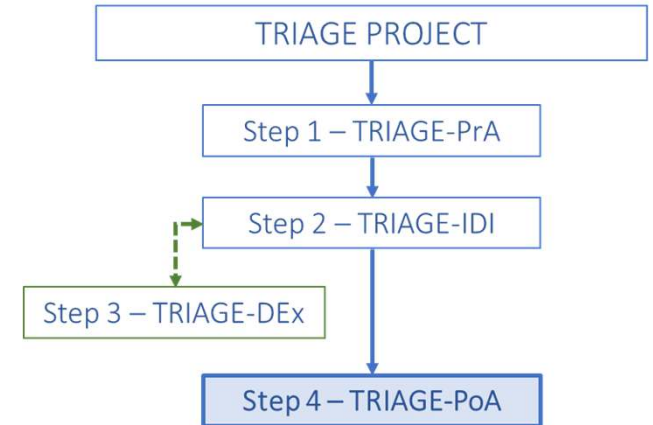 TRIAGE PROJECT
Step 1 – TRIAGE-PrA
Step 2 – TRIAGE-IDI
Step 3 – TRIAGE-DEx
Step 4 – TRIAGE-PoA